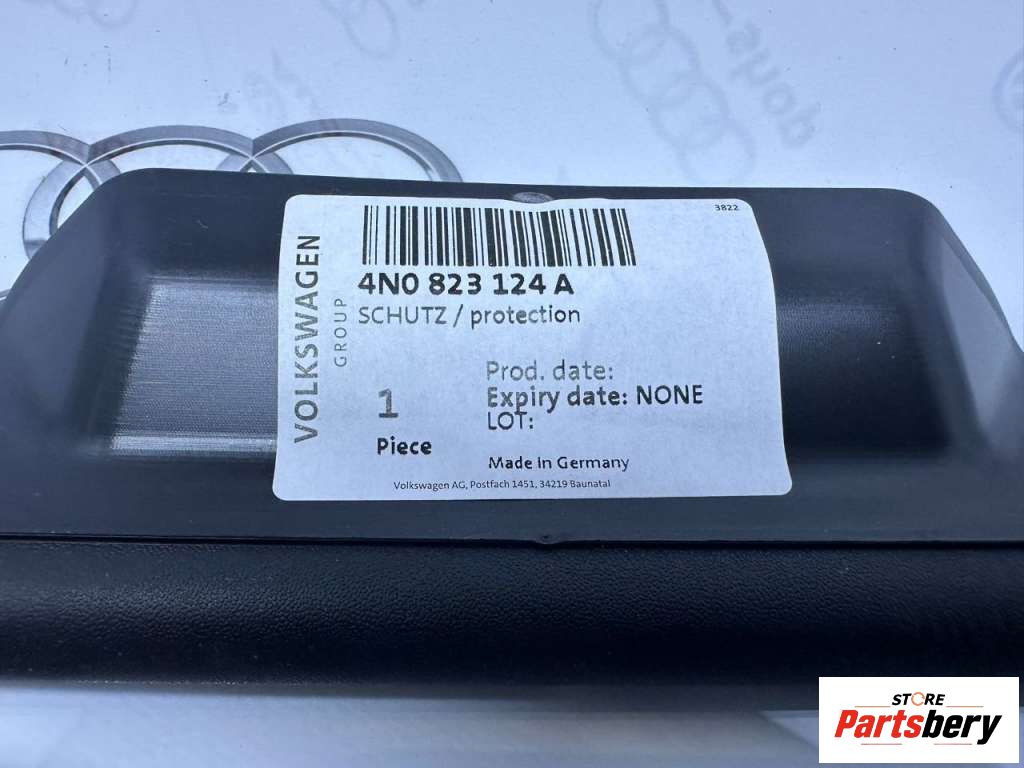 3822
VOLKSWAGEN
GROUP
4N0 823 124 A
SCHUTZ / protection
1
Piece
Prod. date:
Expiry date: NONE
LOT:
Made In Germany
Volkswagen AG, Postfach 1451, 34219 Baunatal
STORE
Partsbery